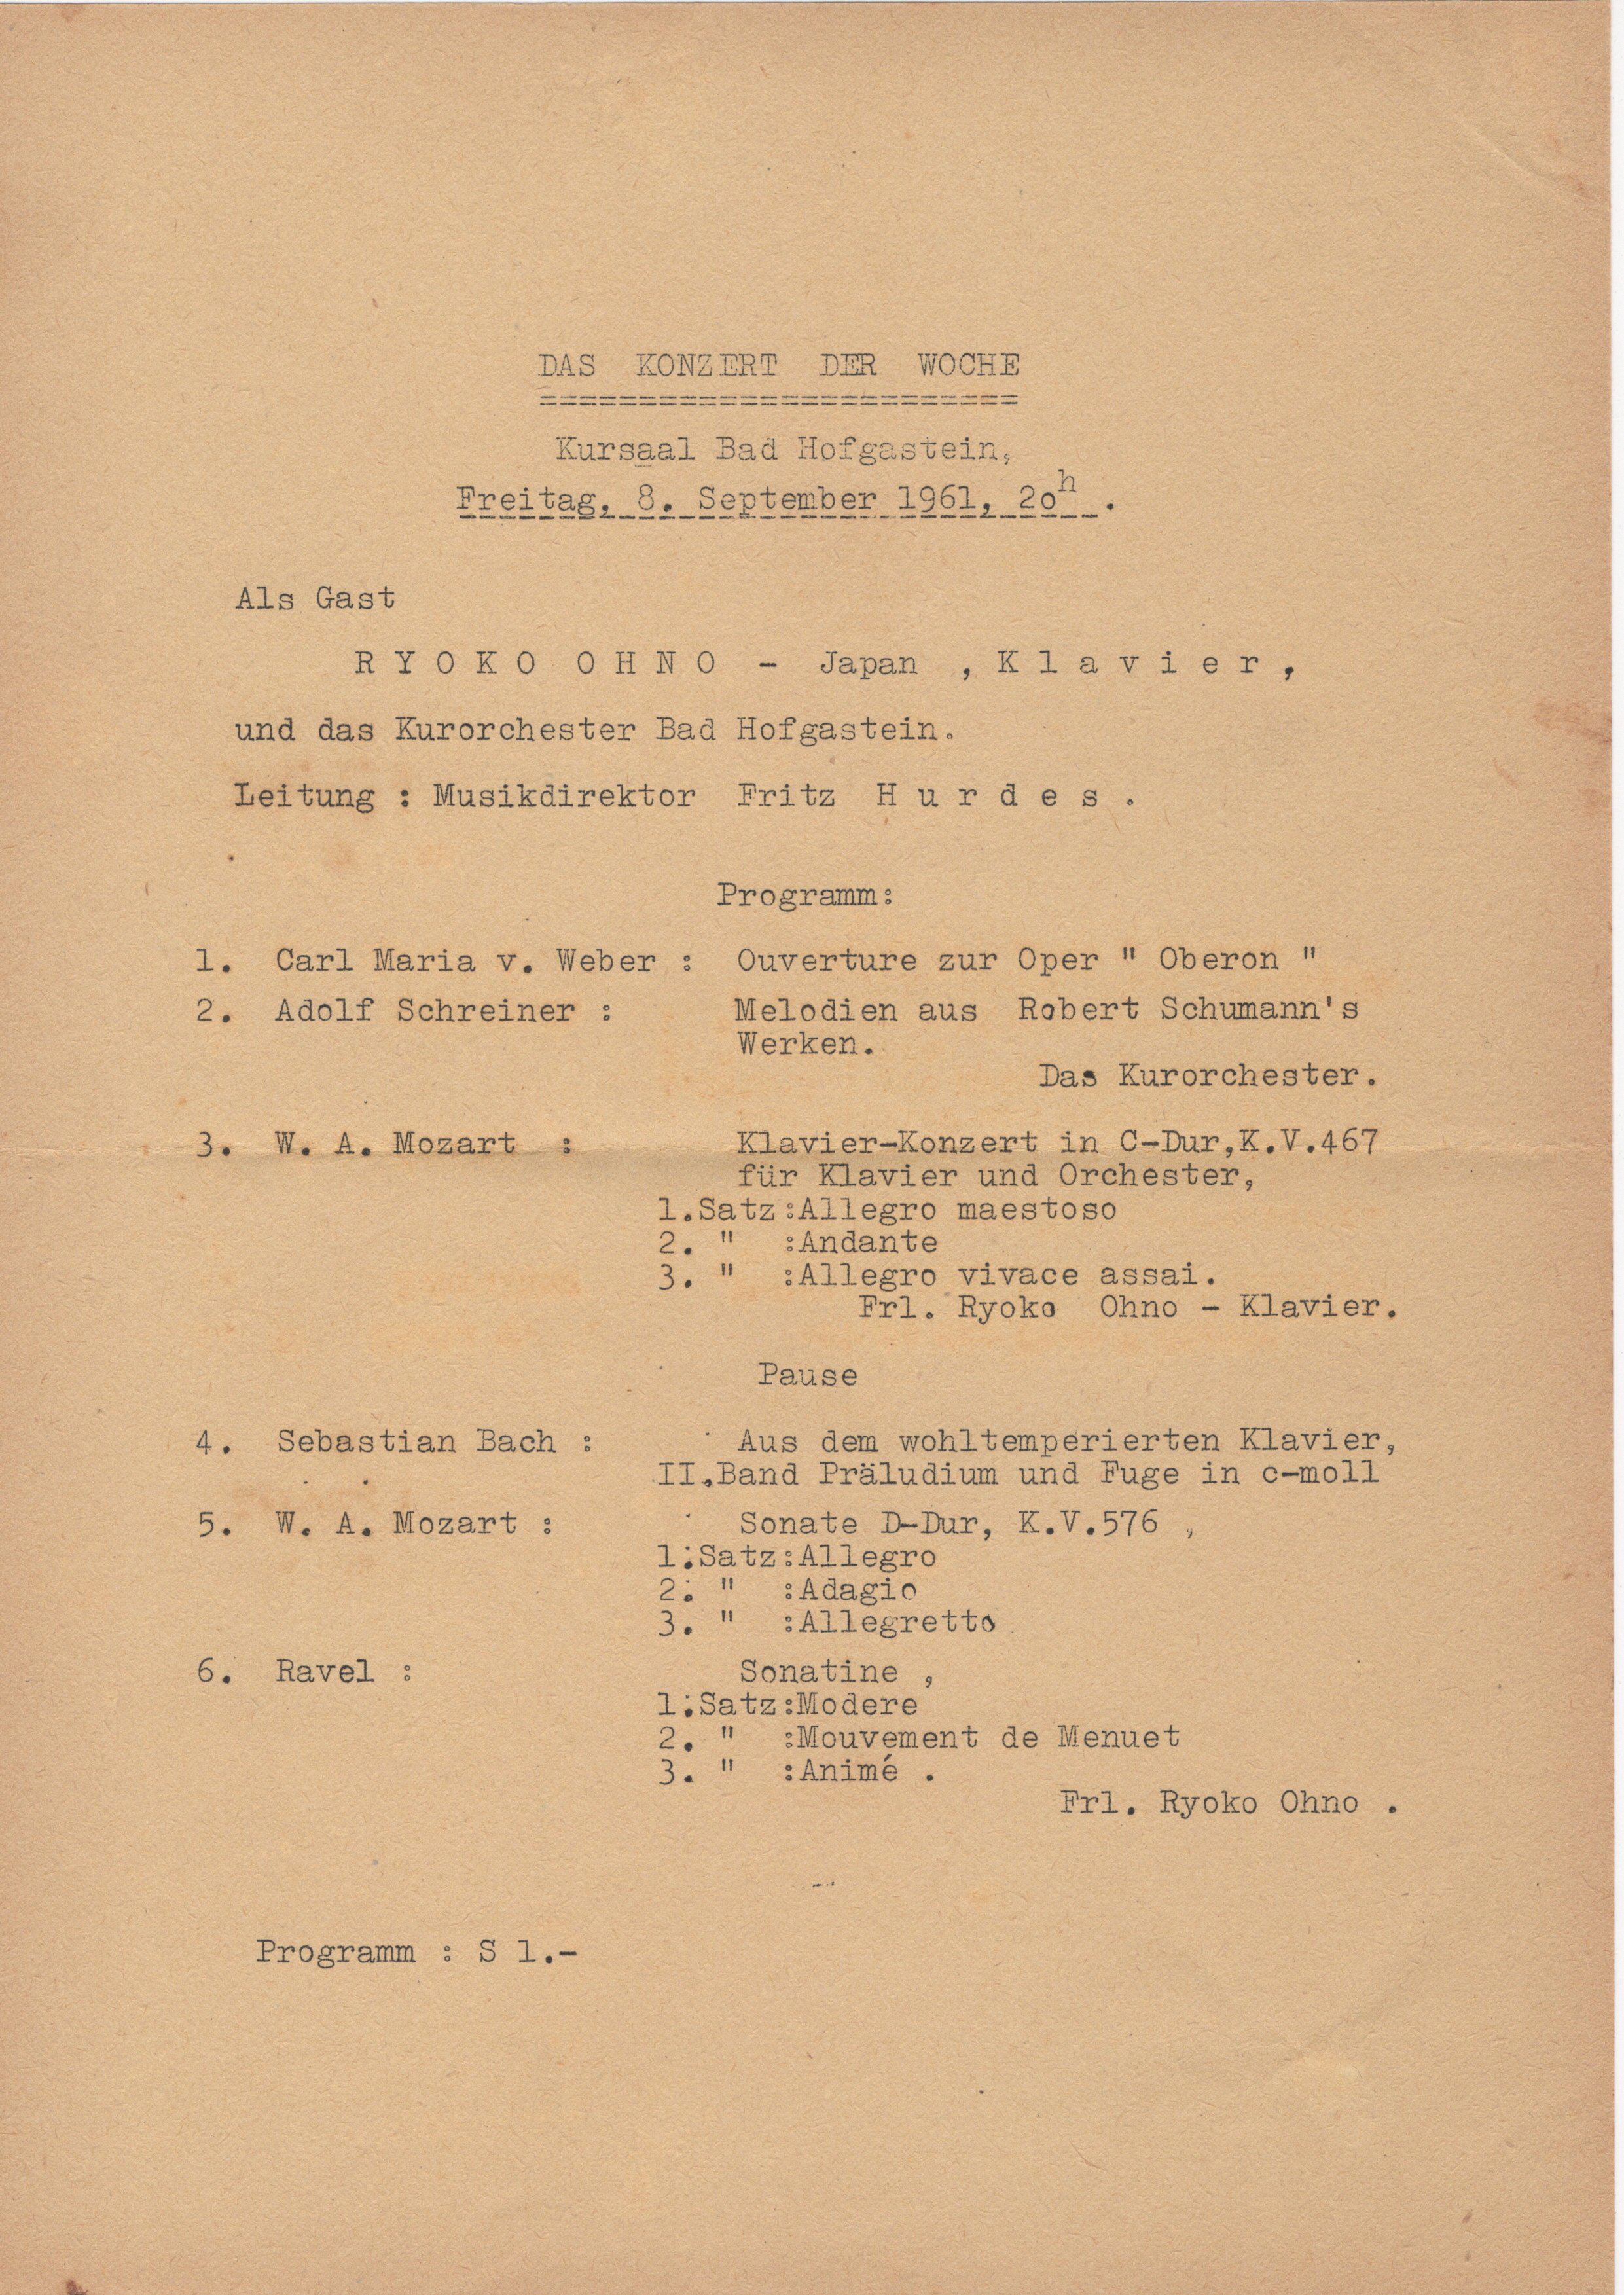 DAS KONZERT DER WOCHE
========================
Kursaal Bad Hofgastein,
Freitag, 8. September 1961, 20h .
Als Gast
R Y O K O O H N O - Japan , K l a v i e r ,
und das Kurorchester Bad Hofgastein.
Leitung : Musikdirektor Fritz H u r d e s .
Programm:
1. Carl Maria v. Weber : Ouverture zur Oper " Oberon "
2. Adolf Schreiner : Melodien aus Robert Schumann's
Werken.
Das Kurorchester.
3. W. A. Mozart : Klavier-Konzert in C-Dur,K.V.467
für Klavier und Orchester,
1.Satz:Allegro maestoso
2. " :Andante
3. " :Allegro vivace assai.
Frl. Ryoko Ohno - Klavier.
Pause
4. Sebastian Bach : Aus dem wohltemperierten Klavier,
II.Band Präludium und Fuge in c-moll
5. W. A. Mozart : Sonate D-Dur, K.V.576 ,
1.Satz:Allegro
2. " :Adagio
3. " :Allegretto
6. Ravel : Sonatine ,
1.Satz:Modere
2. " :Mouvement de Menuet
3. " :Animé .
Frl. Ryoko Ohno .
Programm : S 1.-